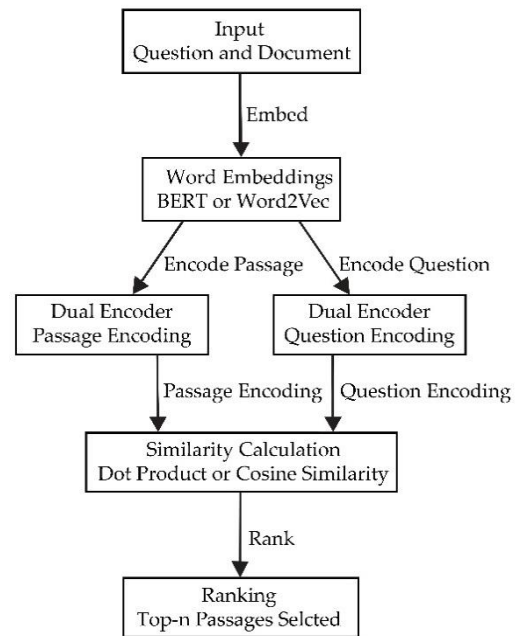 Input
Question and Document
Embed
Word Embeddings
BERT or Word2Vec
Encode Passage
Encode Question
Dual Encoder
Passage Encoding
Dual Encoder
Question Encoding
Passage Encoding
Question Encoding
Similarity Calculation
Dot Product or Cosine Similarity
Rank
Ranking
Top-n Passages Selcted